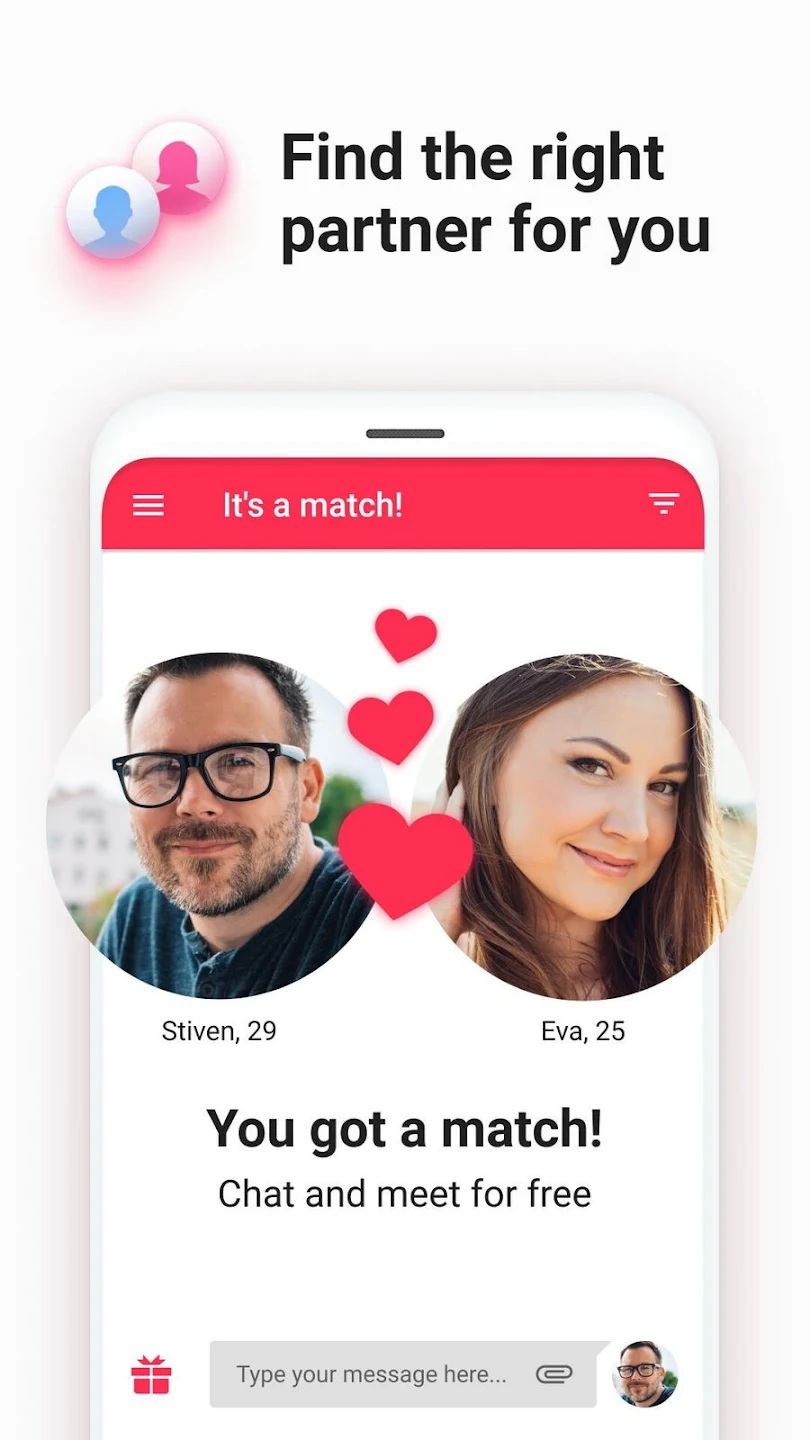 Find the right
partner for you
It's a match!
Stiven, 29
Eva, 25
You got a match!
Chat and meet for free
Type your message here...